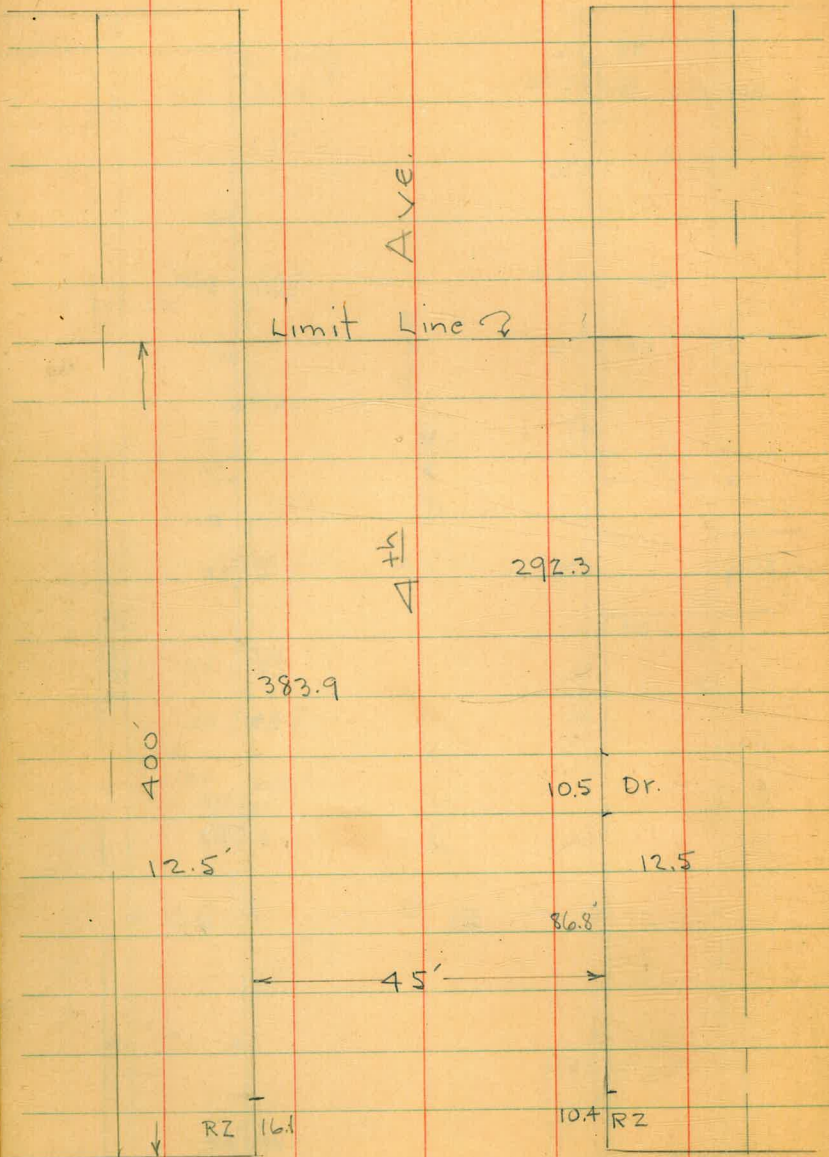 Ave.
Limit Line
4th
292.3
383.9
400'
10.5 Dr.
12.5'
12.5
86.8'
45'
RZ 16.1
10.4 RZ